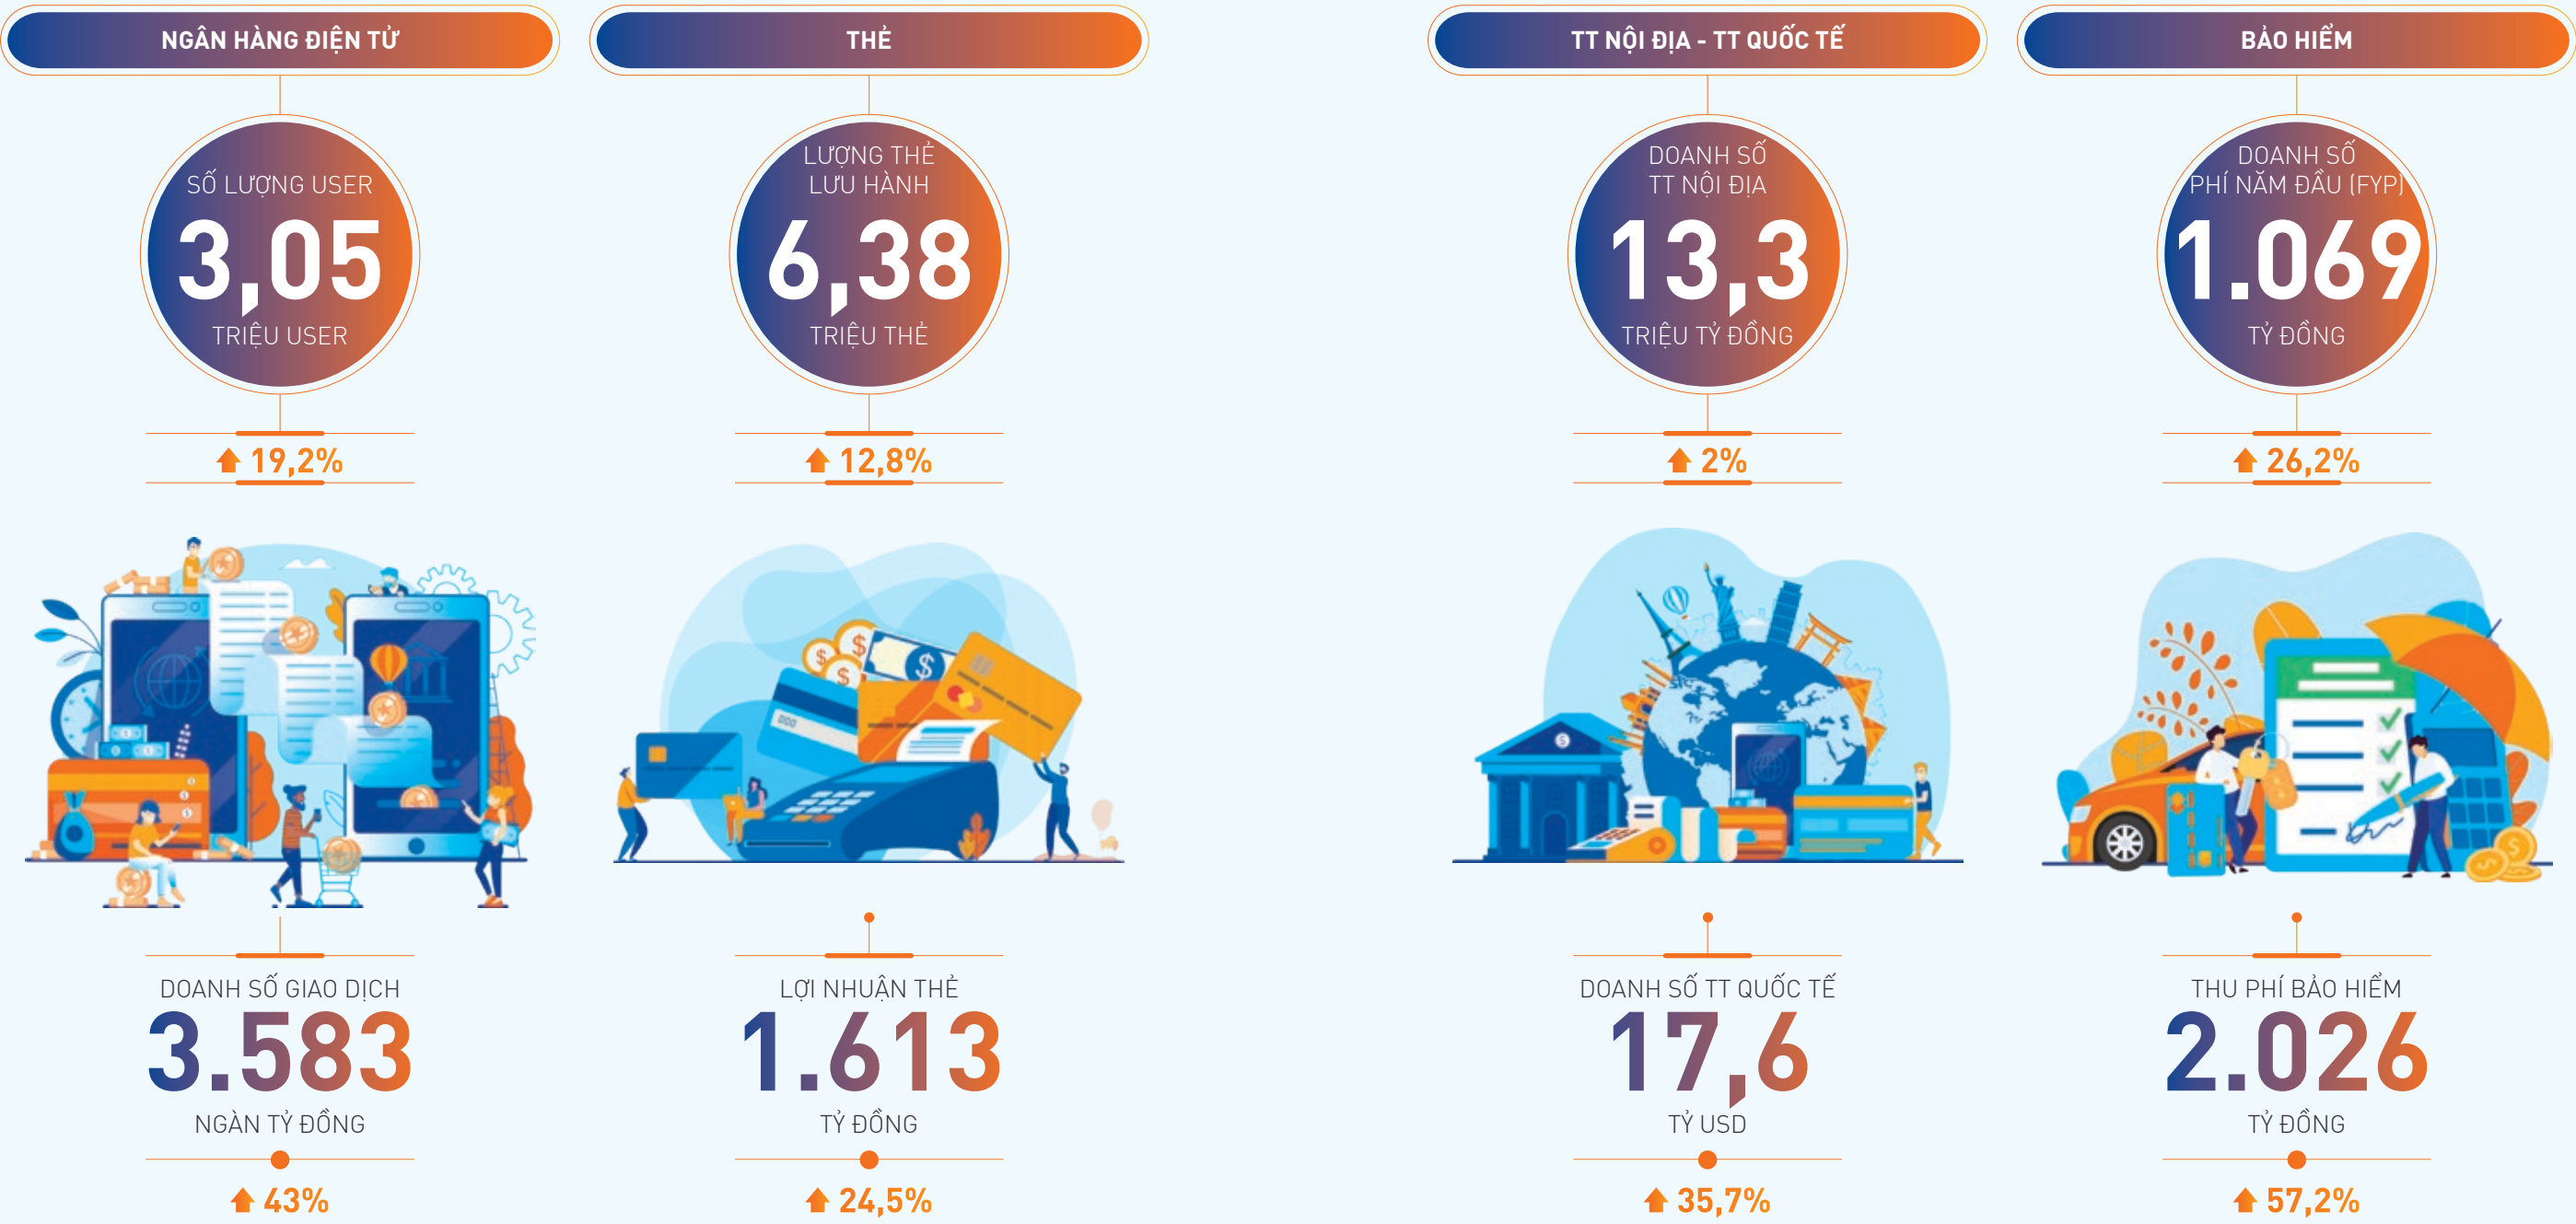 NGÂN HÀNG ĐIỆN TỬ
SỐ LƯỢNG USER
3,05
TRIỆU USER
19,2%
DOANH SỐ GIAO DỊCH
3.583
NGÀN TỶ ĐỒNG
43%
THẺ
LƯỢNG THẺ
LƯU HÀNH
6,38
TRIỆU THẺ
12,8%
LỢI NHUẬN THẺ
1.613
TỶ ĐỒNG
24,5%
TT NỘI ĐỊA - TT QUỐC TẾ
DOANH SỐ
TT NỘI ĐỊA
13,3
TRIỆU TỶ ĐỒNG
2%
DOANH SỐ TT QUỐC TẾ
17,6
TỶ USD
35,7%
BẢO HIỂM
DOANH SỐ
PHÍ NĂM ĐẦU (FYP)
1.069
TỶ ĐỒNG
26,2%
THU PHÍ BẢO HIỂM
2.026
TỶ ĐỒNG
57,2%